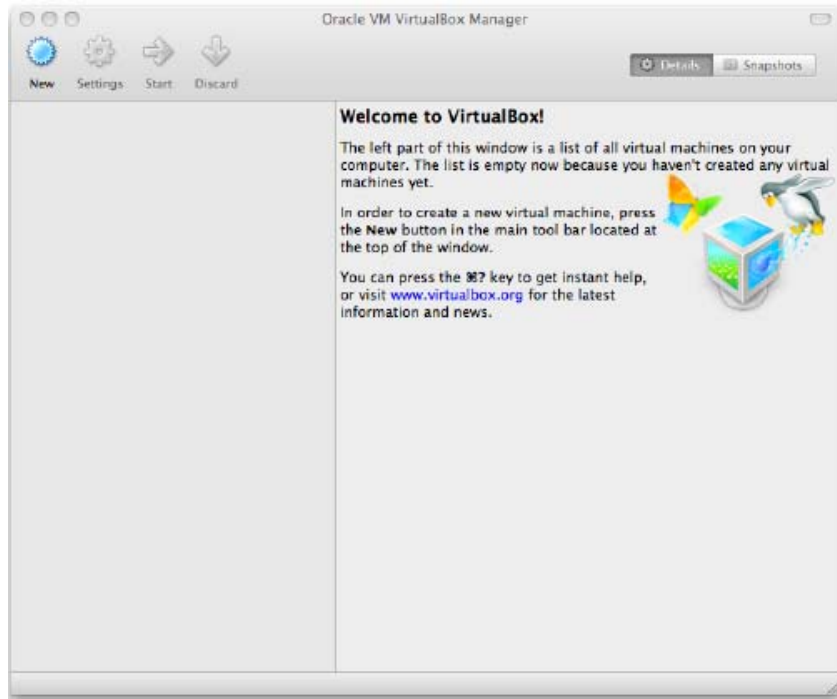 Oracle VM VirtualBox Manager
New Settings Start Discard
Details Snapshots
Welcome to VirtualBox!
The left part of this window is a list of all virtual machines on your
computer. The list is empty now because you haven't created any virtual
machines yet.
In order to create a new virtual machine, press
the New button in the main tool bar located at
the top of the window.
You can press the ⌘? key to get instant help,
or visit www.virtualbox.org for the latest
information and news.